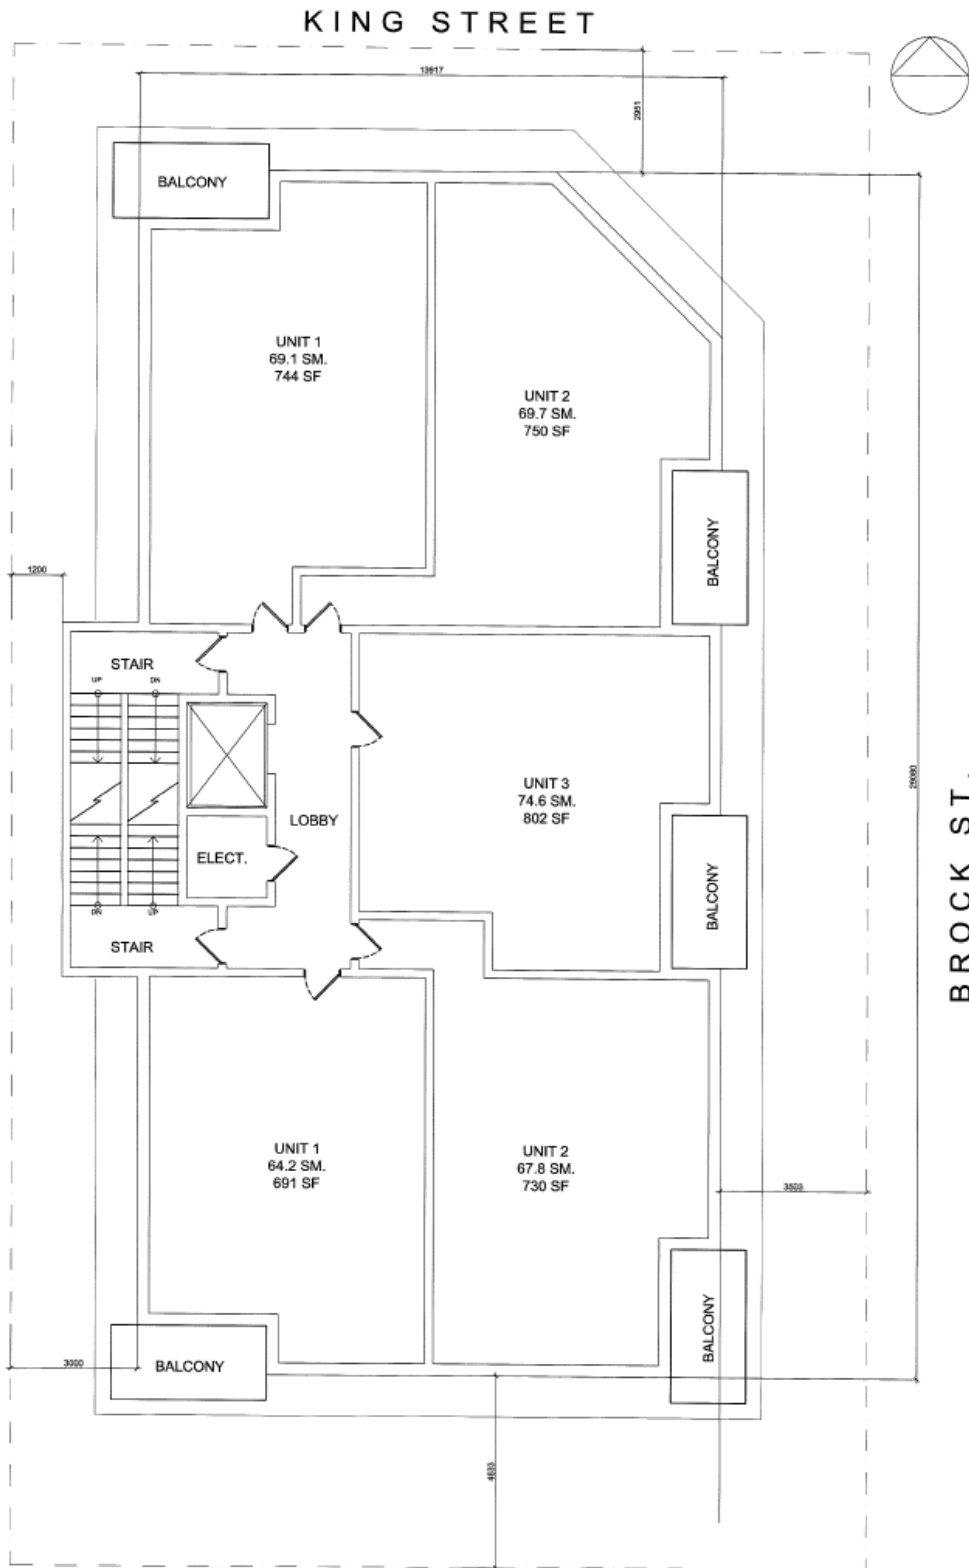 KING STREET
13917
2951
BALCONY
UNIT 1
69.1 SM.
744 SF
UNIT 2
69.7 SM.
750 SF
BALCONY
1200
STAIR
UP
DN
UNIT 3
74.6 SM.
802 SF
LOBBY
ELECT.
BALCONY
BROCK ST.
DN
UP
STAIR
UNIT 1
64.2 SM.
691 SF
UNIT 2
67.8 SM.
730 SF
3503
BALCONY
3000
BALCONY